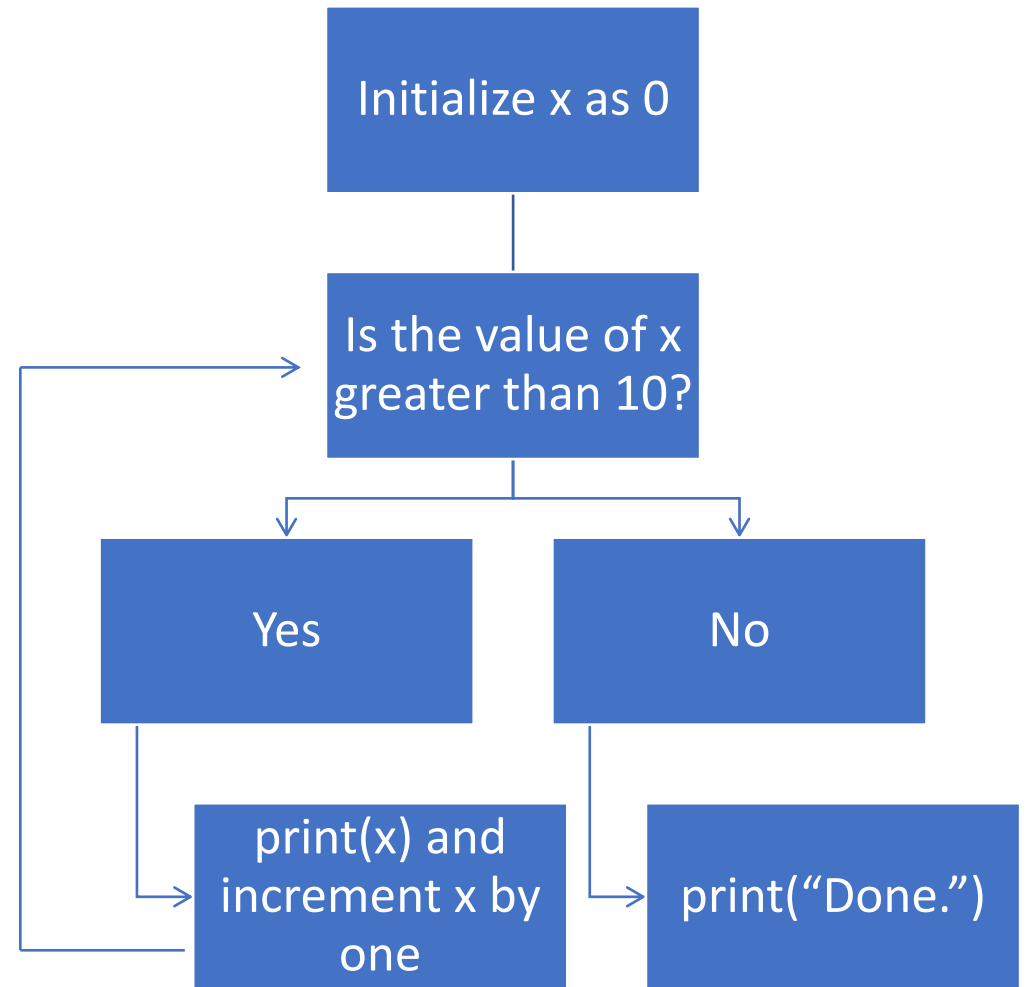 Initialize x as 0
Is the value of x
greater than 10?
Yes
No
print(x) and
increment x by
one
print(“Done.”)